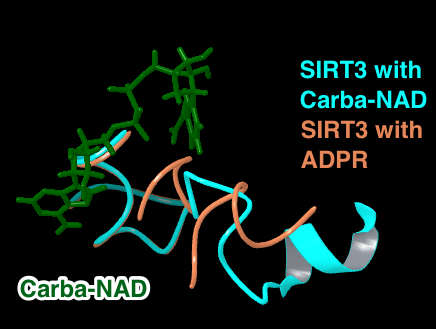 SIRT3 with
Carba-NAD
SIRT3 with
ADPR
Carba-NAD